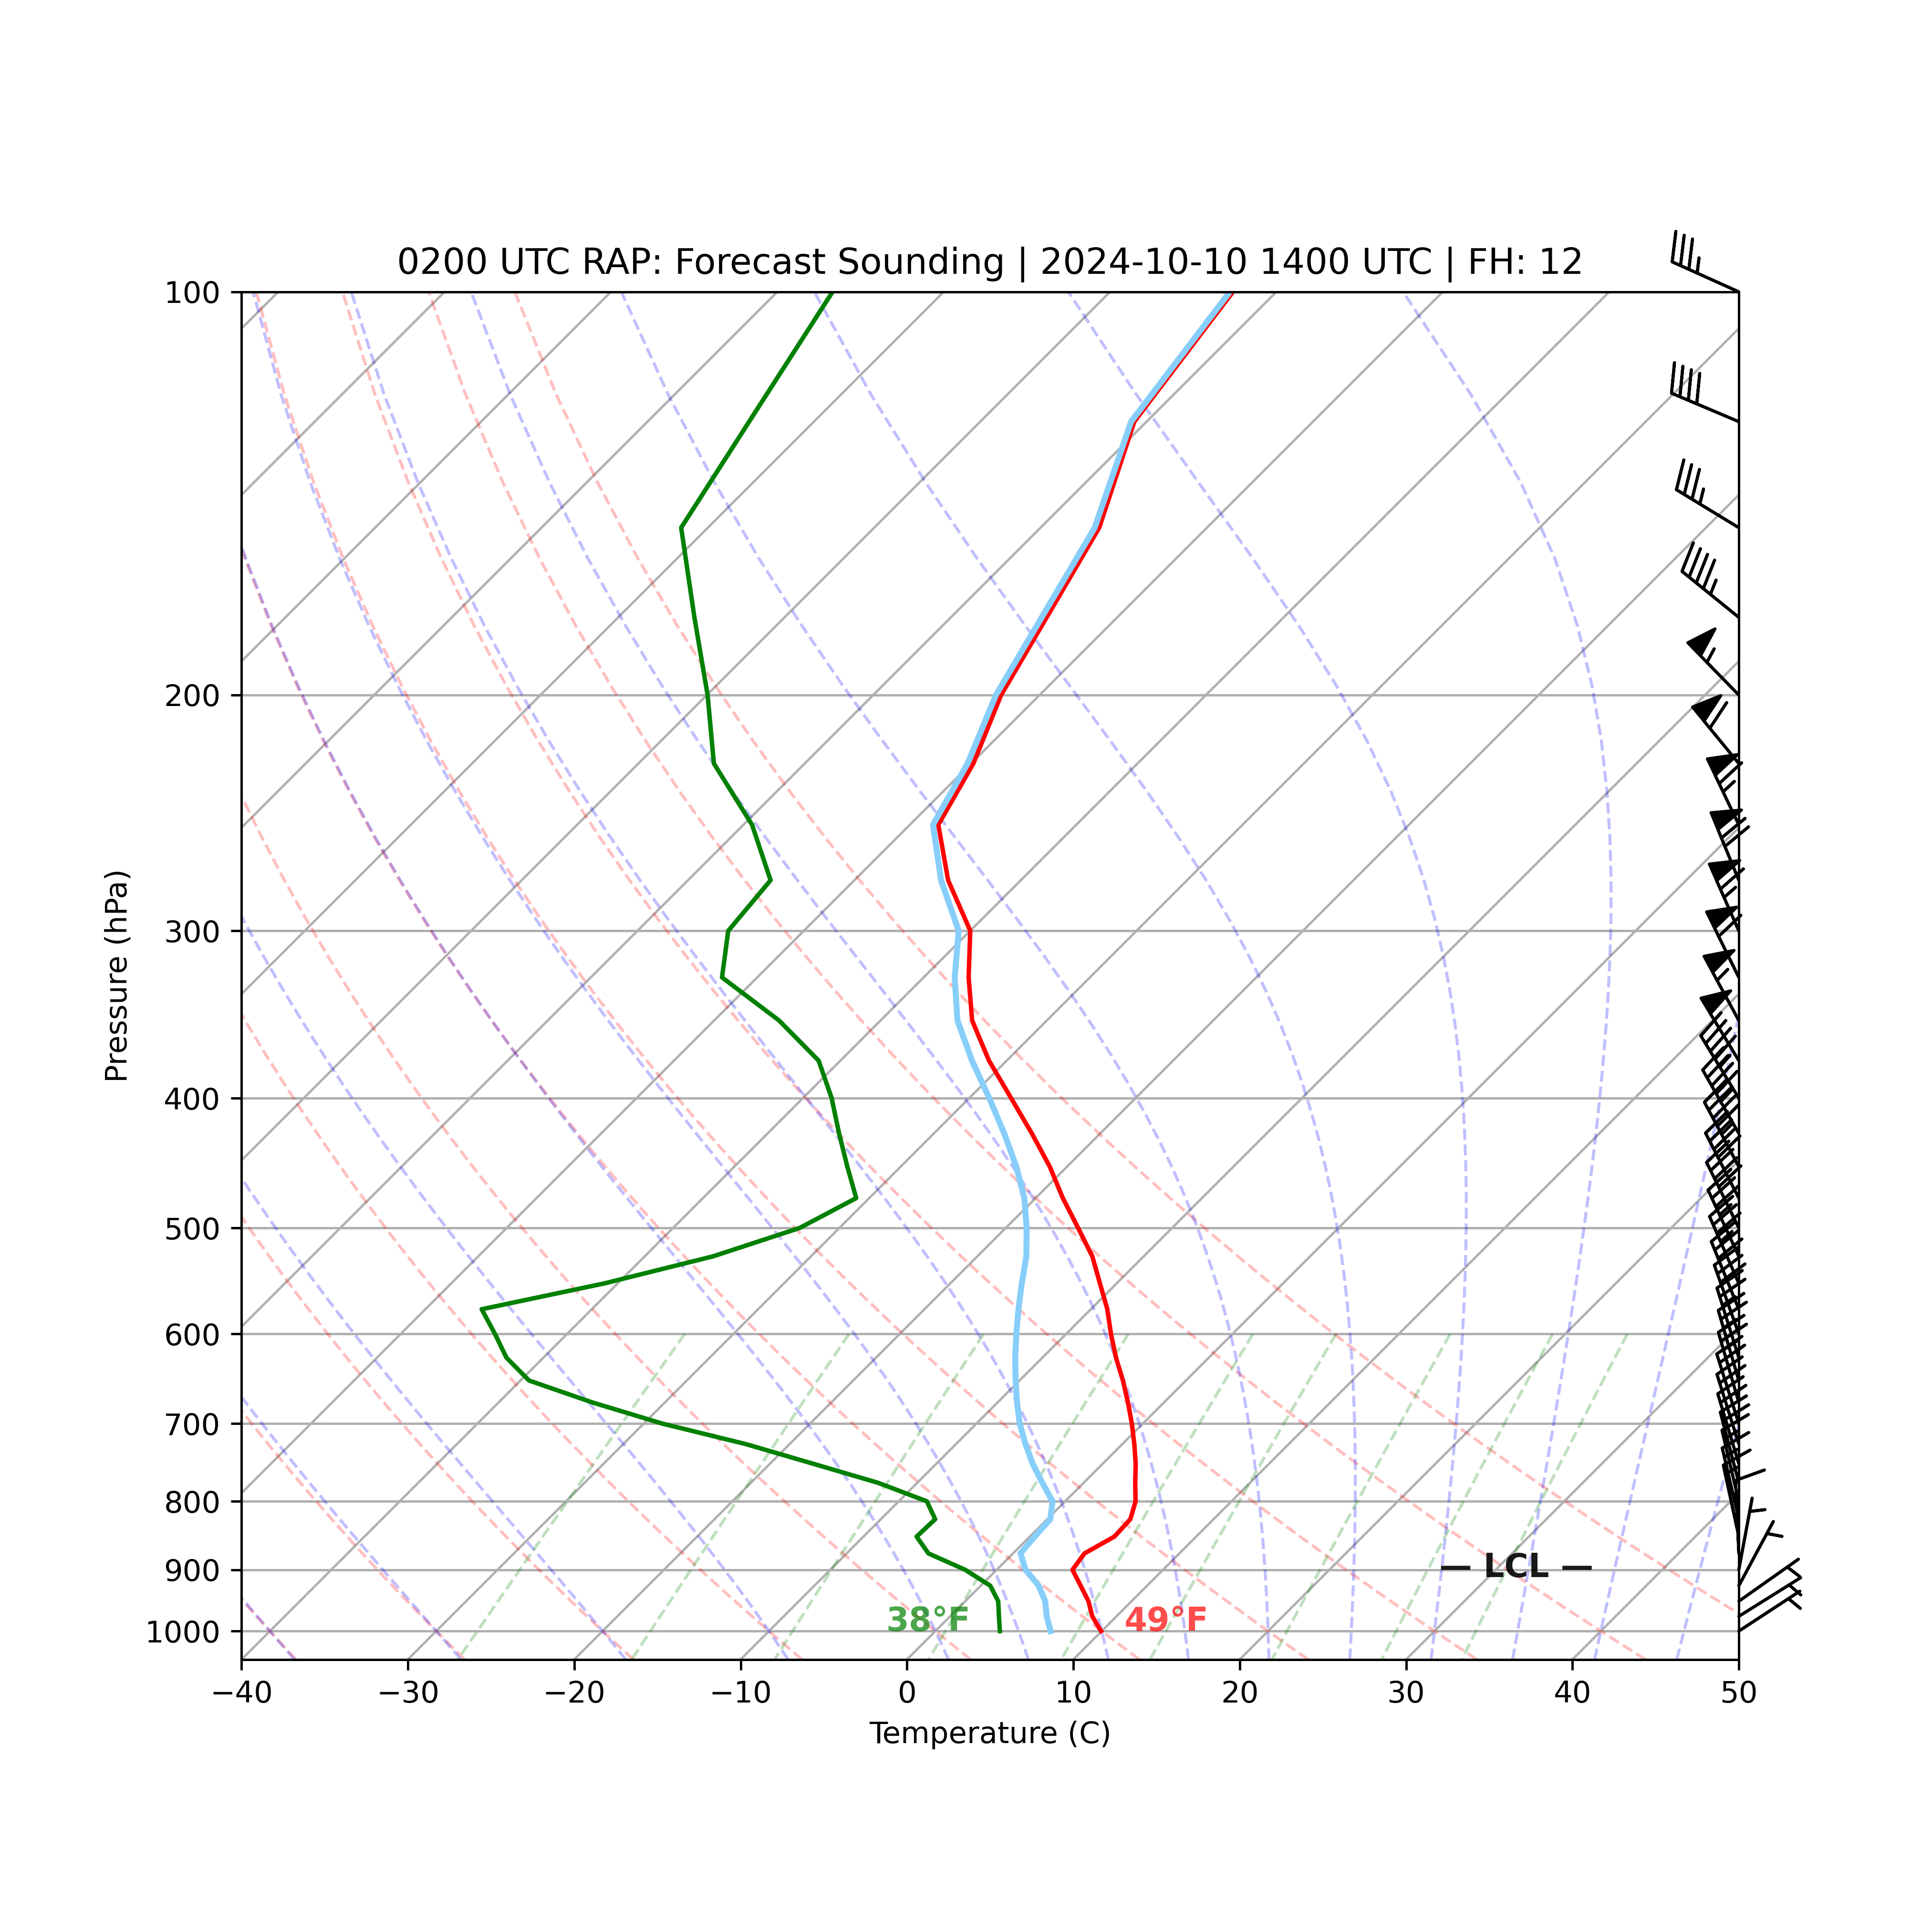 0200 UTC RAP: Forecast Sounding | 2024-10-10 1400 UTC | FH: 12
100
200
300
400
500
600
700
800
900
1000
Pressure (hPa)
— LCL —
38°F
49°F
−40 −30 −20 −10 0 10 20 30 40 50
Temperature (C)